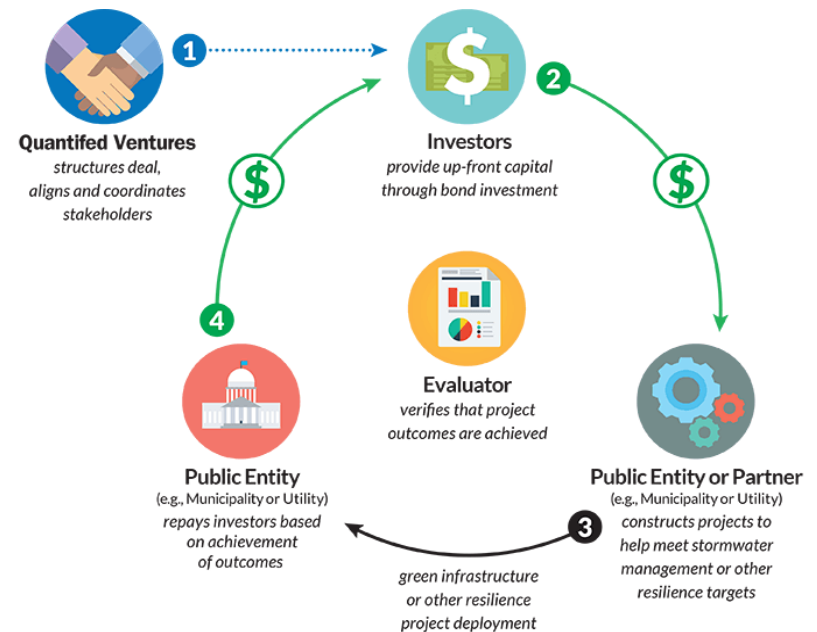 1
Quantifed Ventures
structures deal,
aligns and coordinates
stakeholders
$
Investors
provide up-front capital
through bond investment
2
$
$
4
Evaluator
verifies that project
outcomes are achieved
Public Entity
(e.g., Municipality or Utility)
repays investors based
on achievement
of outcomes
Public Entity or Partner
(e.g., Municipality or Utility)
constructs projects to
help meet stormwater
management or other
resilience targets
3
green infrastructure
or other resilience
project deployment